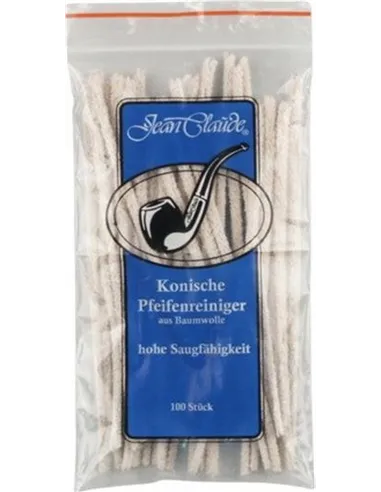 Jean Claude®
Konische
Pfeifenreiniger
aus Baumwolle
hohe Saugfähigkeit
100 Stück